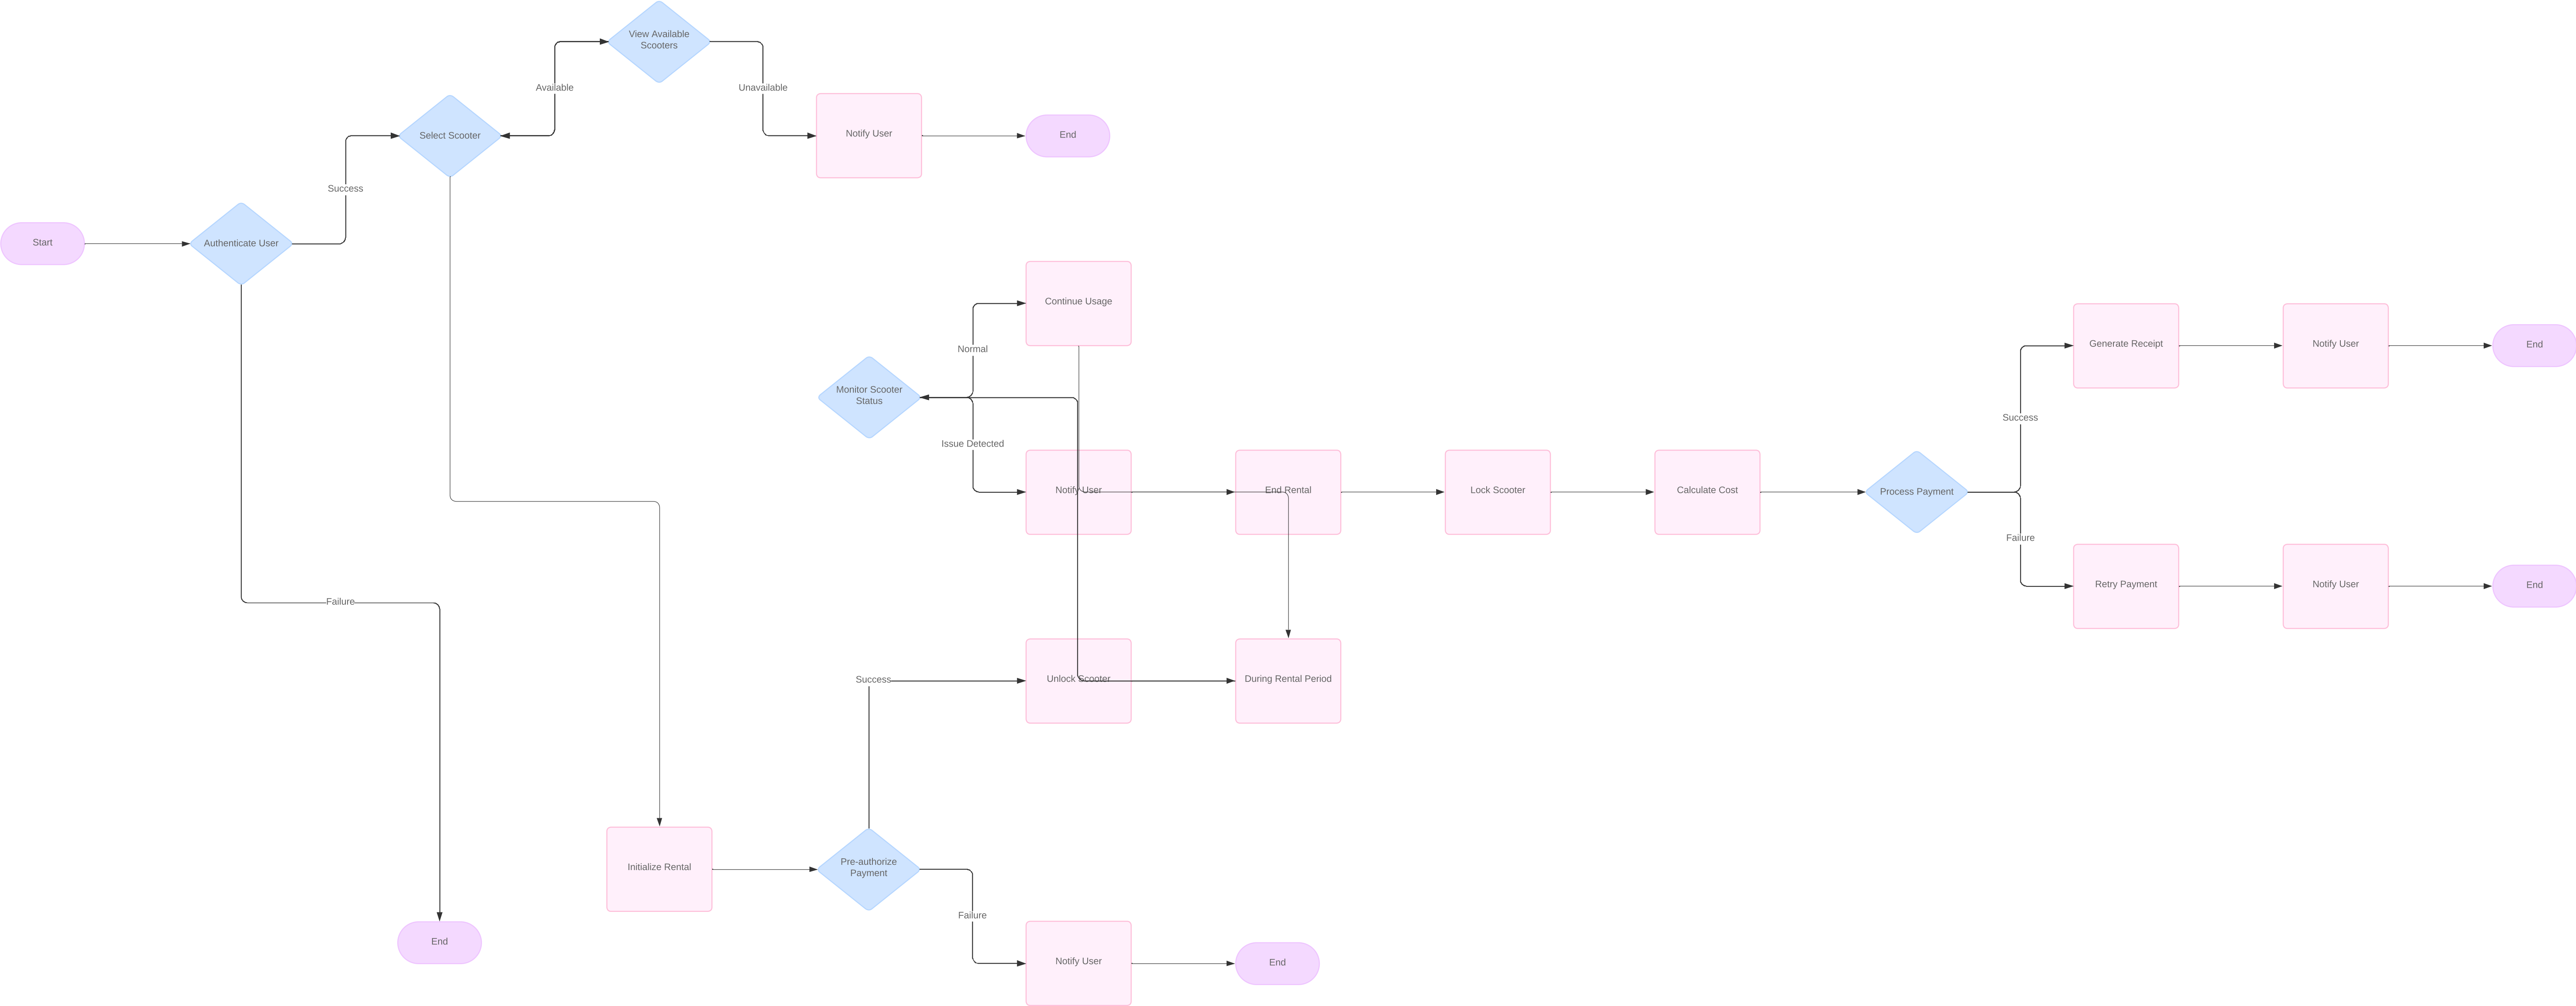 View Available
Scooters
Available
Unavailable
Select Scooter
Notify User
End
Success
Start
Authenticate User
Continue Usage
Normal
Monitor Scooter
Status
Issue Detected
Generate Receipt
Notify User
End
Success
Notify User
End Rental
Lock Scooter
Calculate Cost
Process Payment
Failure
Retry Payment
Notify User
End
Failure
Success
Unlock Scooter
During Rental Period
Initialize Rental
Pre-authorize
Payment
Failure
End
Notify User
End